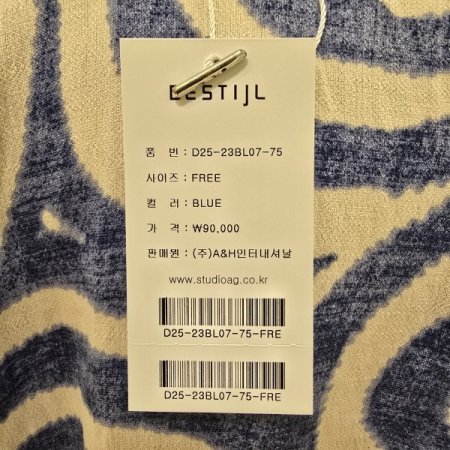 DESTIJL
품 번 : D25-23BL07-75
사이즈 : FREE
컬 러 : BLUE
가 격 : ₩90,000
판매원 : (주)A&H인터내셔날
www.studioag.co.kr
D25-23BL07-75-FRE
D25-23BL07-75-FRE